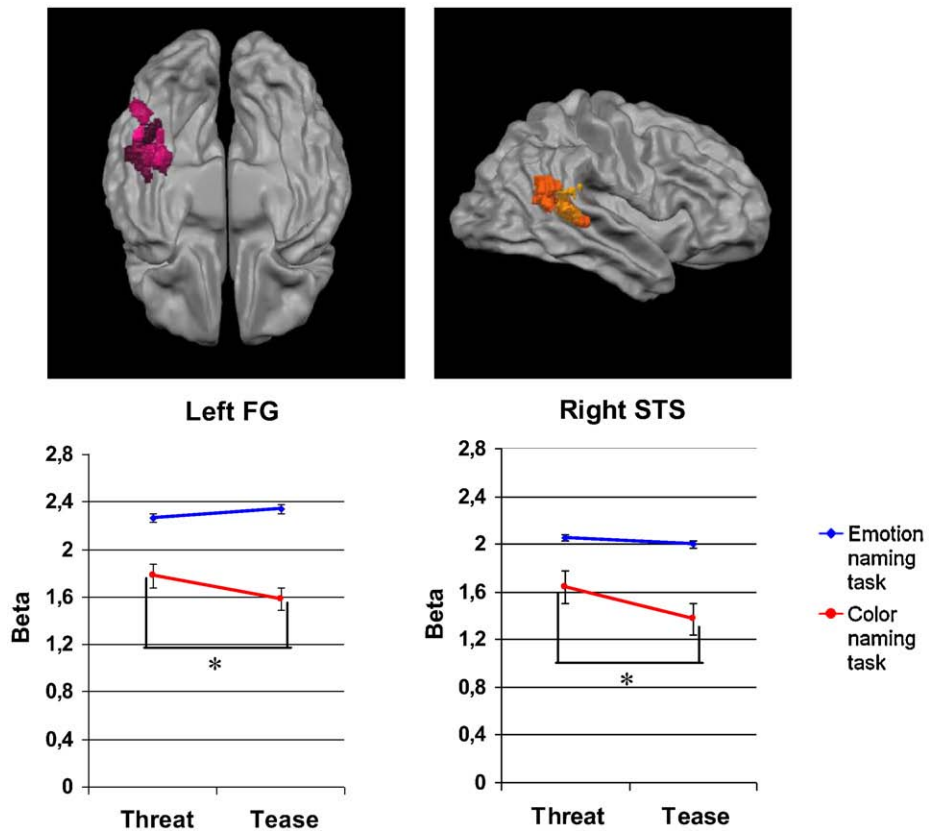 Left FG
Right STS
2,8
2,4
2
1,6
1,2
0,8
0,4
0
Beta
*
Threat
Tease
2,8
2,4
2
1,6
1,2
0,8
0,4
0
Beta
*
Threat
Tease
Emotion
naming
task
Color
naming
task